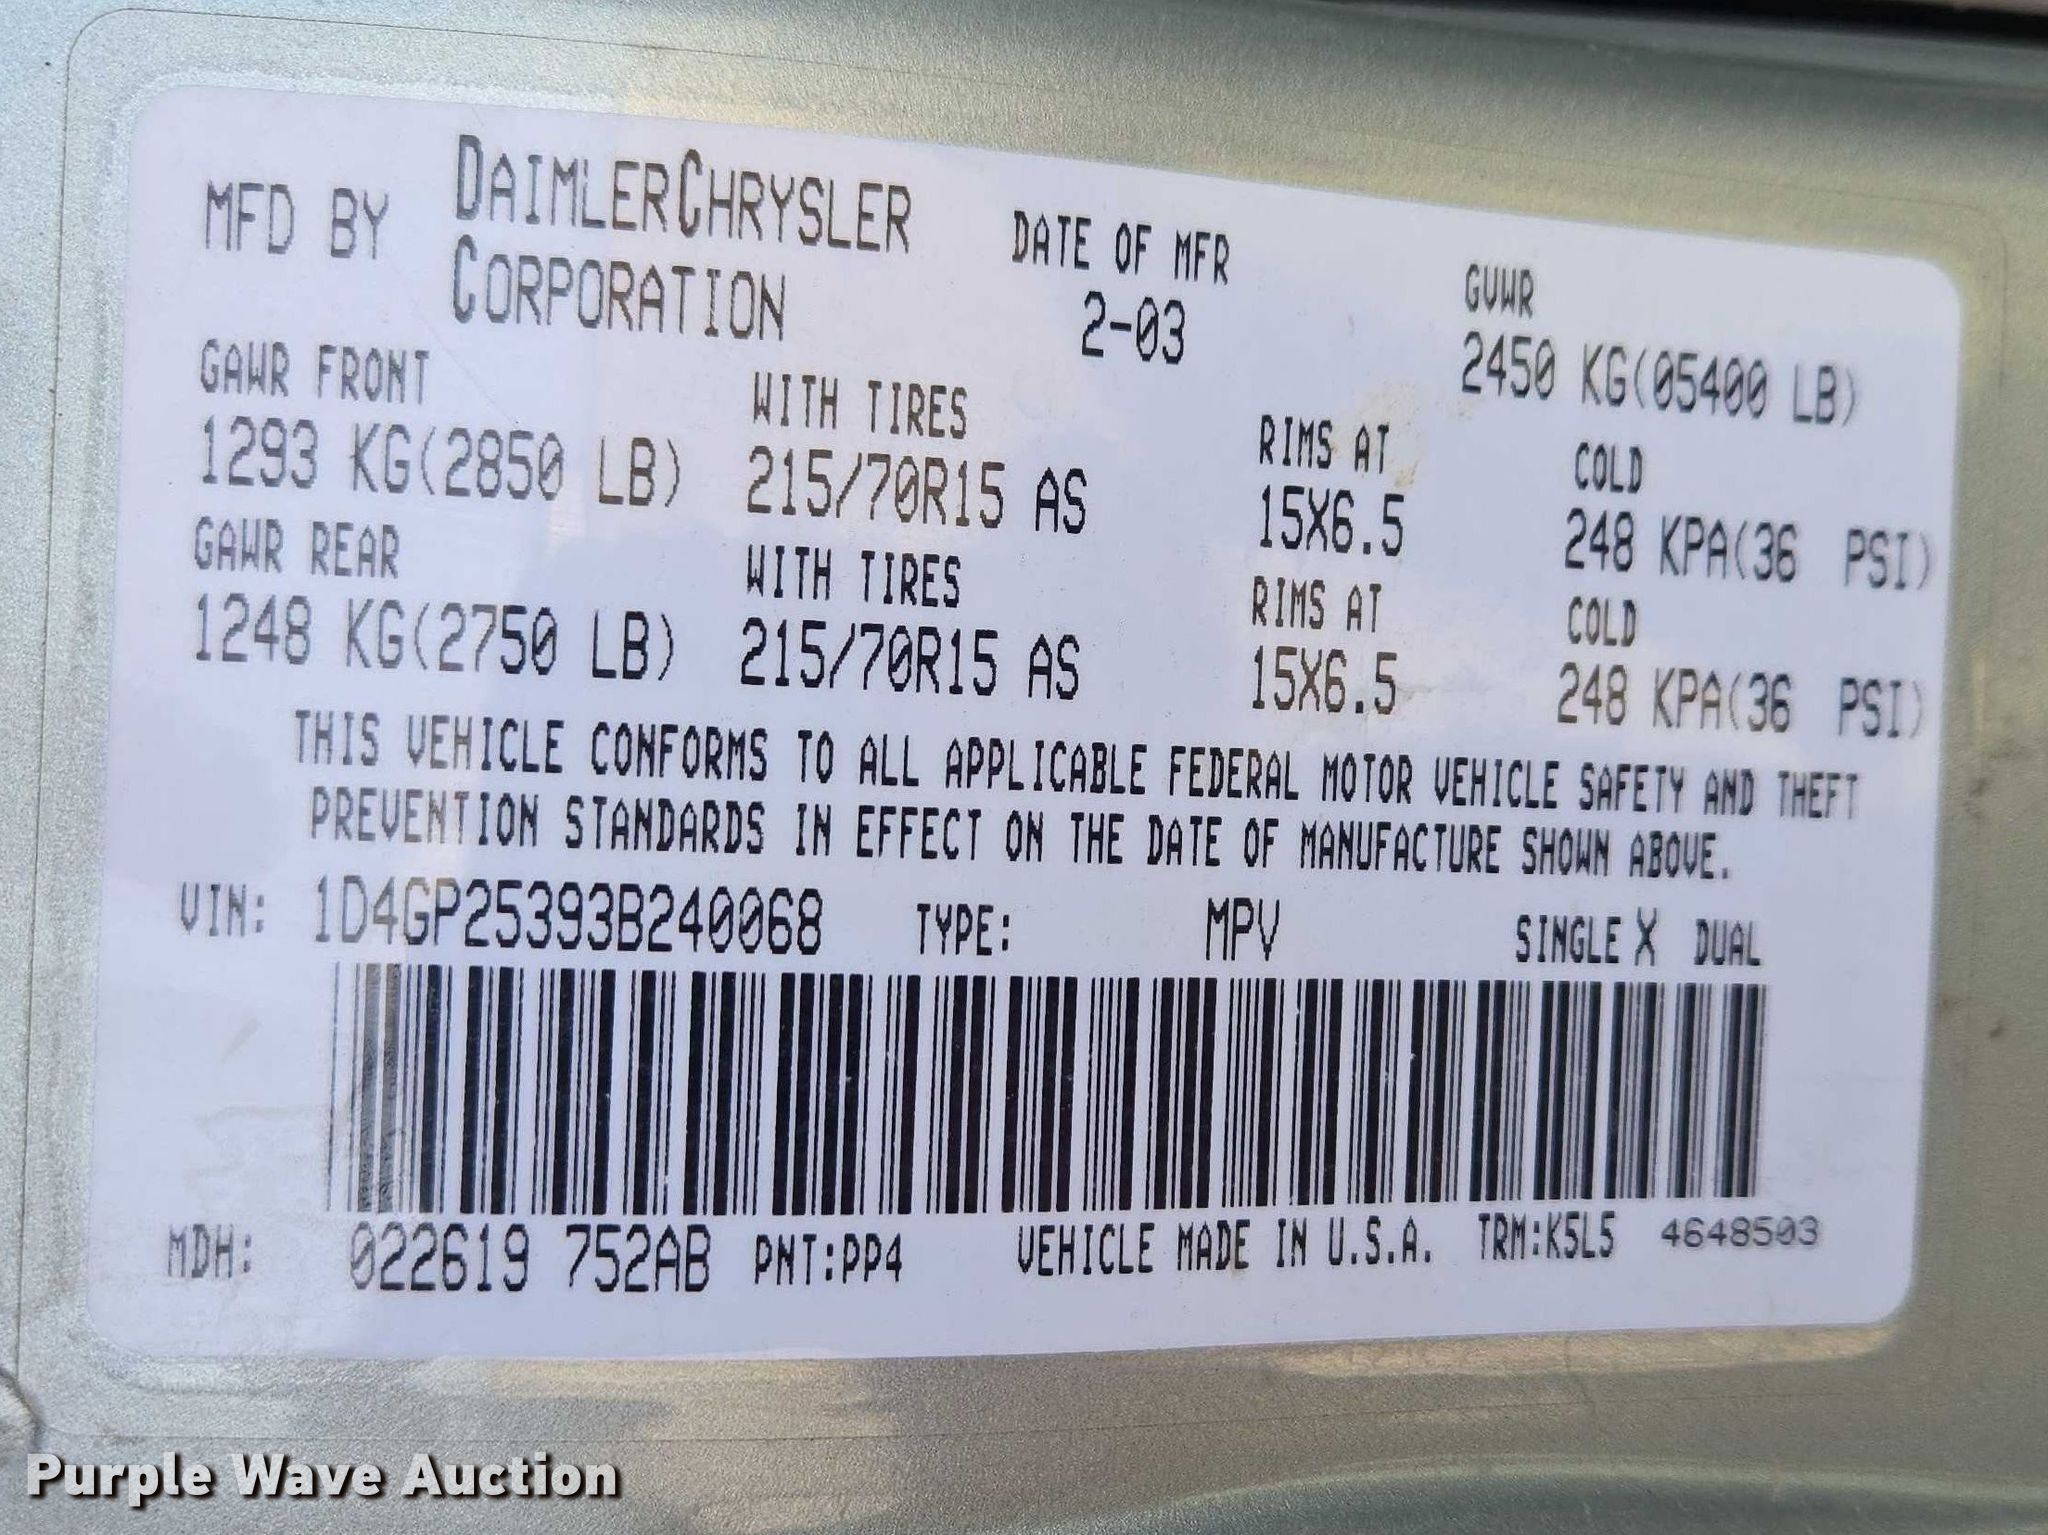 MFD BY DAIMLERCHRYSLER CORPORATION
DATE OF MFR
2-03
GVWR
2450 KG(05400 LB)
GAWR FRONT WITH TIRES RIMS AT COLD
1293 KG(2850 LB) 215/70R15 AS 15X6.5 248 KPA(36 PSI)
GAWR REAR WITH TIRES RIMS AT COLD
1248 KG(2750 LB) 215/70R15 AS 15X6.5 248 KPA(36 PSI)
THIS VEHICLE CONFORMS TO ALL APPLICABLE FEDERAL MOTOR VEHICLE SAFETY AND THEFT
PREVENTION STANDARDS IN EFFECT ON THE DATE OF MANUFACTURE SHOWN ABOVE.
VIN: 1D4GP25393B240068 TYPE: MPV SINGLE X DUAL
MDH: 022619 752AB PNT:PP4 VEHICLE MADE IN U.S.A. TRM:K5L5 4648503
Purple Wave Auction